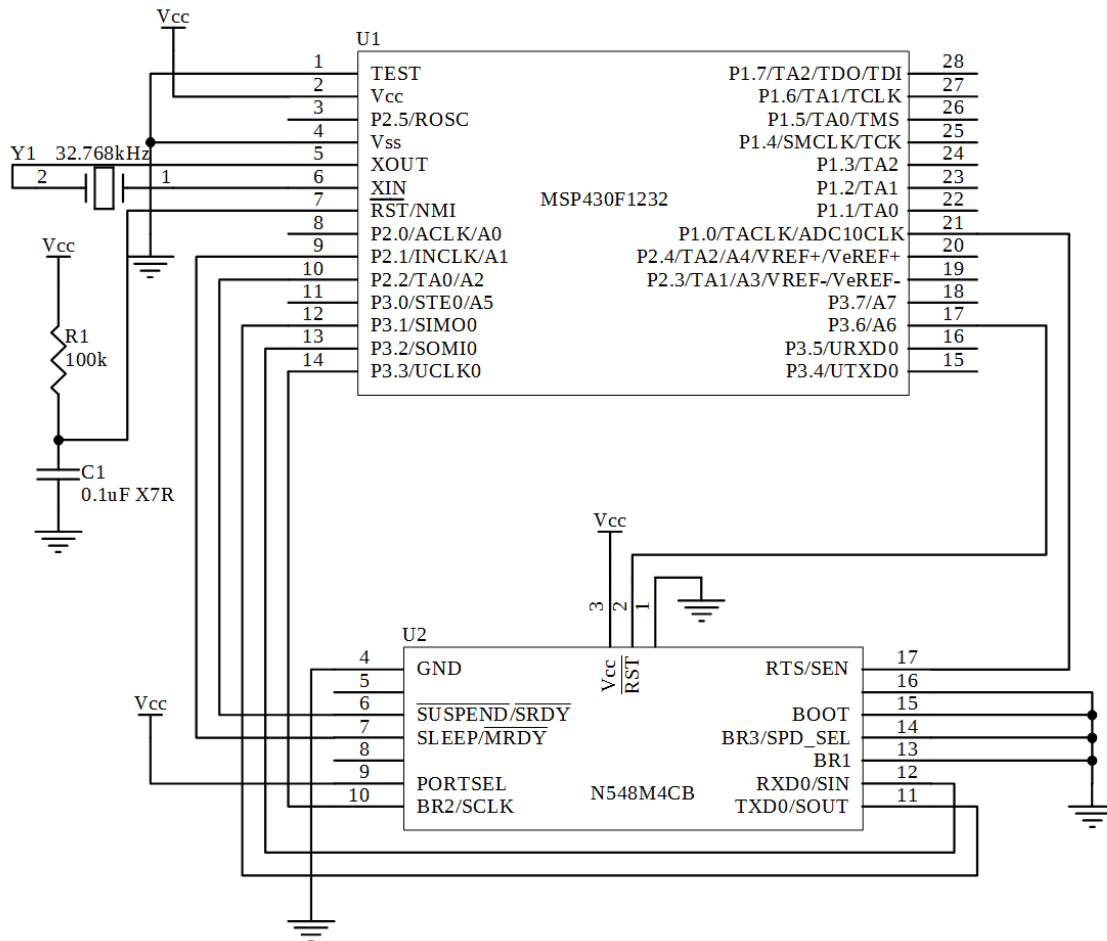 Vcc
U1
1 TEST
2 Vcc
3 P2.5/ROSC
4 Vss
5 XOUT
6 XIN
7 RST/NMI
8 P2.0/ACLK/A0
9 P2.1/INCLK/A1
10 P2.2/TA0/A2
11 P3.0/STE0/A5
12 P3.1/SIMO0
13 P3.2/SOMI0
14 P3.3/UCLK0
MSP430F1232
P1.7/TA2/TDO/TDI 28
P1.6/TA1/TCLK 27
P1.5/TA0/TMS 26
P1.4/SMCLK/TCK 25
P1.3/TA2 24
P1.2/TA1 23
P1.1/TA0 22
P1.0/TACLK/ADC10CLK 21
P2.4/TA2/A4/VREF+/VeREF+ 20
P2.3/TA1/A3/VREF-/VeREF- 19
P3.7/A7 18
P3.6/A6 17
P3.5/URXD0 16
P3.4/UTXD0 15
Y1 32.768kHz
2 1
Vcc
R1
100k
C1
0.1uF X7R
Vcc
3 2 1
Vcc
RST
U2
4 GND
5
6 SUSPEND/SRDY
7 SLEEP/MRDY
8
9 PORTSEL
10 BR2/SCLK
Vcc
N548M4CB
RTS/SEN 17
16
BOOT 15
BR3/SPD_SEL 14
BR1 13
RXD0/SIN 12
TXD0/SOUT 11